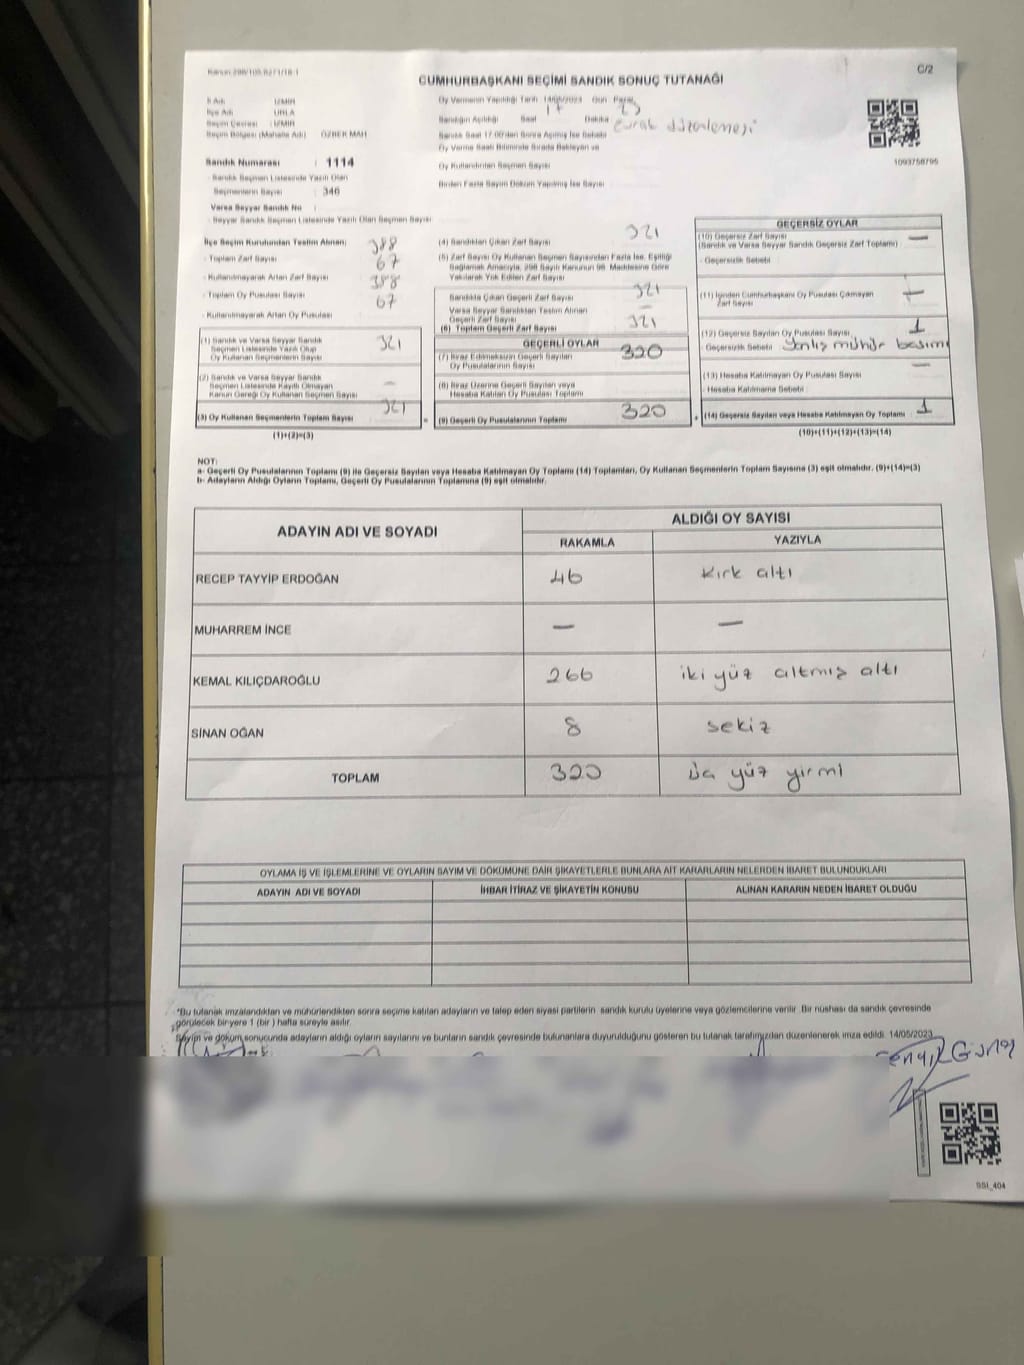 Kanun 298/105,6271/18-1
CUMHURBAŞKANI SEÇİMİ SANDIK SONUÇ TUTANAĞI
C/2
İl Adı : İZMİR
İlçe Adı : URLA
Seçim Çevresi : İZMİR
Seçim Bölgesi (Mahalle Adı) : ÖZBEK MAH.
Sandık Numarası : 1114
Sandık Seçmen Listesinde Yazılı Olan
Seçmenlerin Sayısı : 346
Varsa Seyyar Sandık No :
- Seyyar Sandık Seçmen Listesinde Yazılı Olan Seçmen Sayısı :
Oy Vermenin Yapıldığı Tarih 14/05/2023 Gün Pazar
Sandığın Açıldığı Saat 17 Dakika 23
Sandık Saat 17.00'den Sonra Açılmış İse Sebebi evrak düzenlemesi
Oy Verme Saati Bitiminde Sırada Bekleyen ve
Oy Kullandırılan Seçmen Sayısı
Birden Fazla Sayım Döküm Yapılmış İse Sayısı
1093758795
İlçe Seçim Kurulundan Teslim Alınan;
- Toplam Zarf Sayısı 388
- Kullanılmayarak Artan Zarf Sayısı 67
- Toplam Oy Pusulası Sayısı 388
- Kullanılmayarak Artan Oy Pusulası 67
(1) Sandık ve Varsa Seyyar Sandık
Seçmen Listesinde Yazılı Olup
Oy Kullanan Seçmenlerin Sayısı 321
(2) Sandık ve Varsa Seyyar Sandık
Seçmen Listesinde Kayıtlı Olmayan
Kanun Gereği Oy Kullanan Seçmen Sayısı —
(3) Oy Kullanan Seçmenlerin Toplam Sayısı 321
(1)+(2)=(3)
(4) Sandıktan Çıkan Zarf Sayısı 321
(5) Zarf Sayısı Oy Kullanan Seçmen Sayısından Fazla İse, Eşitliği
Sağlamak Amacıyla, 298 Sayılı Kanunun 98. Maddesine Göre
Yakılarak Yok Edilen Zarf Sayısı
Sandıkta Çıkan Geçerli Zarf Sayısı 321
Varsa Seyyar Sandıktan Teslim Alınan
Geçerli Zarf Sayısı —
(6) Toplam Geçerli Zarf Sayısı 321
GEÇERLİ OYLAR
(7) İtiraz Edilmeksizin Geçerli Sayılan
Oy Pusulası Sayısı 320
(8) İtiraz Üzerine Geçerli Sayılan veya
Hesaba Katılan Oy Pusulası Toplamı
= (9) Geçerli Oy Pusulalarının Toplamı 320
GEÇERSİZ OYLAR
(10) Geçersiz Zarf Sayısı
(Sandık ve Varsa Seyyar Sandık Geçersiz Zarf Toplamı) —
- Geçersizlik Sebebi
(11) İçinden Cumhurbaşkanı Oy Pusulası Çıkmayan
Zarf Sayısı
(12) Geçersiz Sayılan Oy Pusulası Sayısı 1
- Geçersizlik Sebebi Yanlış mühür basımı
(13) Hesaba Katılmayan Oy Pusulası Sayısı —
- Hesaba Katılmama Sebebi
+ (14) Geçersiz Sayılan veya Hesaba Katılmayan Oy Toplamı 1
(10)+(11)+(12)+(13)=(14)
NOT:
a- Geçerli Oy Pusulalarının Toplamı (9) ile Geçersiz Sayılan veya Hesaba Katılmayan Oy Toplamı (14) Toplamları, Oy Kullanan Seçmenlerin Toplam Sayısına (3) eşit olmalıdır. (9)+(14)=(3)
b- Adayların Aldığı Oyların Toplamı, Geçerli Oy Pusulalarının Toplamına (9) eşit olmalıdır.
ADAYIN ADI VE SOYADI
ALDIĞI OY SAYISI
RAKAMLA YAZIYLA
RECEP TAYYİP ERDOĞAN 46 kırk altı
MUHARREM İNCE — —
KEMAL KILIÇDAROĞLU 266 iki yüz altmış altı
SİNAN OĞAN 8 sekiz
TOPLAM 320 üç yüz yirmi
OYLAMA İŞ VE İŞLEMLERİNE VE OYLARIN SAYIM VE DÖKÜMÜNE DAİR ŞİKAYETLERLE BUNLARA AİT KARARLARIN NELERDEN İBARET BULUNDUKLARI
ADAYIN ADI VE SOYADI İHBAR İTİRAZ VE ŞİKAYETİN KONUSU ALINAN KARARIN NEDEN İBARET OLDUĞU
*Bu tutanak imzalandıktan ve mühürlendikten sonra seçime katılan adayların ve talep eden siyasi partilerin sandık kurulu üyelerine veya gözlemcilerine verilir. Bir nüshası da sandık çevresinde
görülecek bir yere 1 (bir) hafta süreyle asılır.
Sayım ve döküm sonucunda adayların aldığı oyların sayılarını ve bunların sandık çevresinde bulunanlara duyurulduğunu gösteren bu tutanak tarafımızdan düzenlenerek imza edildi. 14/05/2023
SSI_404